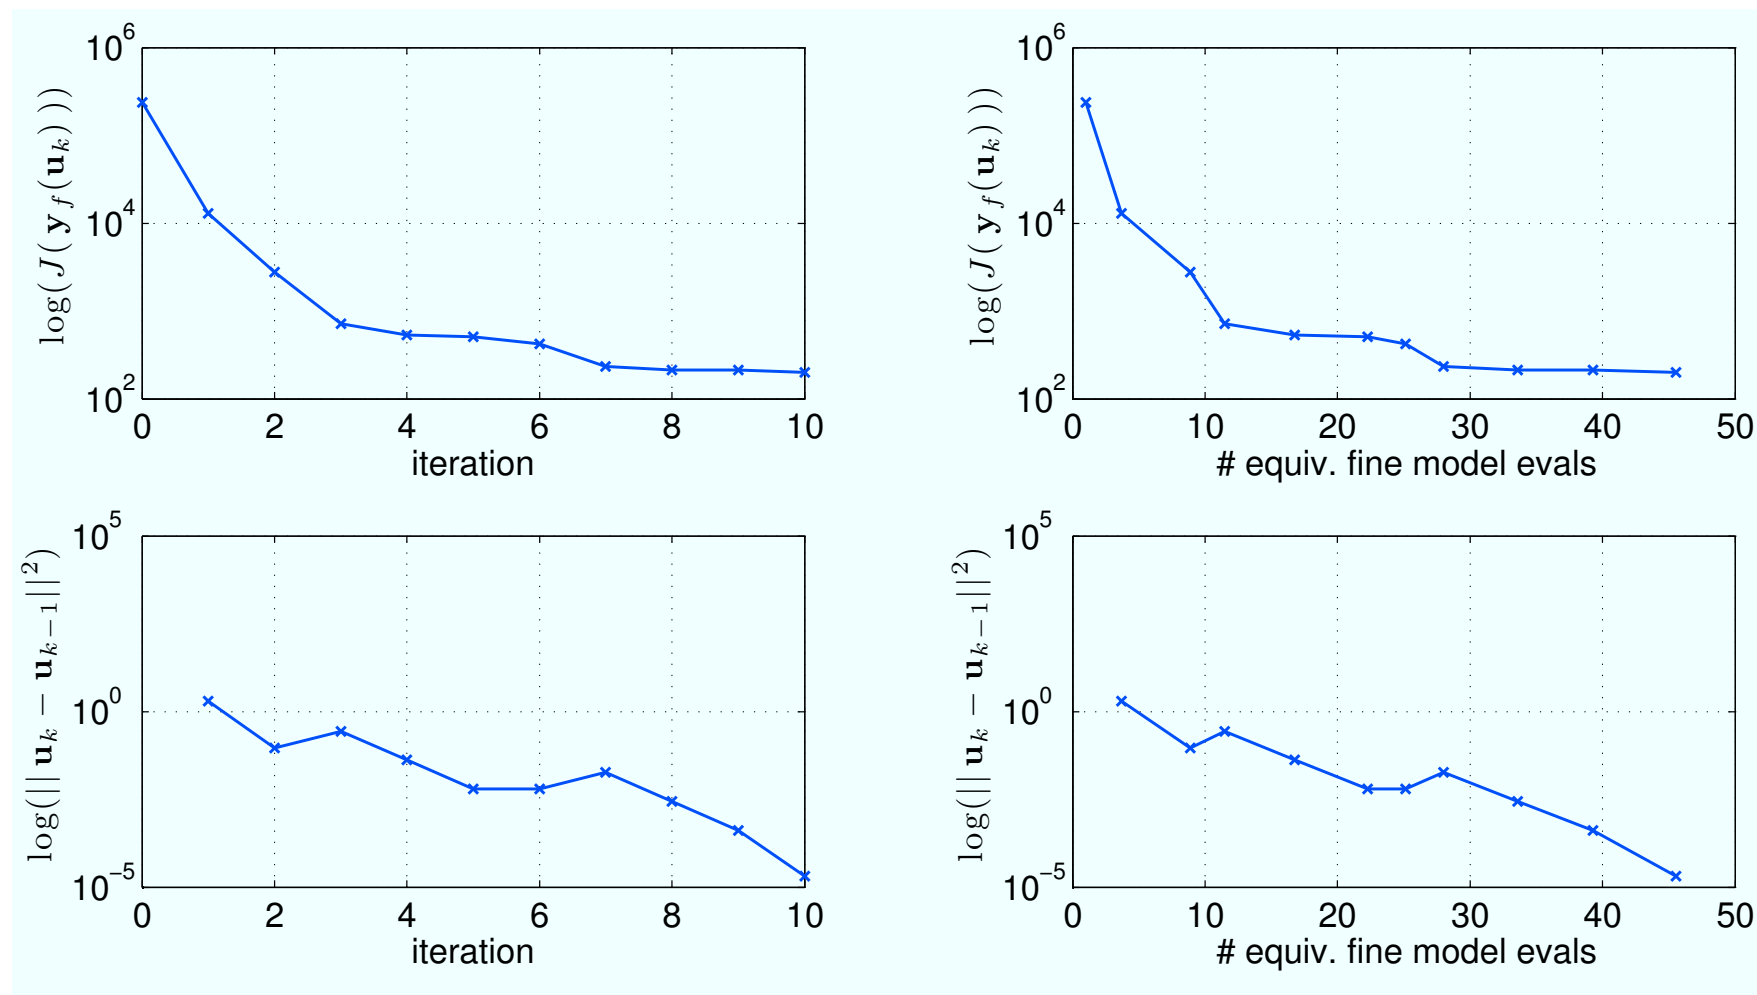 log(J(y_f(u_k)))
10^6
10^4
10^2
0 2 4 6 8 10
iteration
log(J(y_f(u_k)))
10^6
10^4
10^2
0 10 20 30 40 50
# equiv. fine model evals
log(||u_k − u_{k−1}||^2)
10^5
10^0
10^−5
0 2 4 6 8 10
iteration
log(||u_k − u_{k−1}||^2)
10^5
10^0
10^−5
0 10 20 30 40 50
# equiv. fine model evals